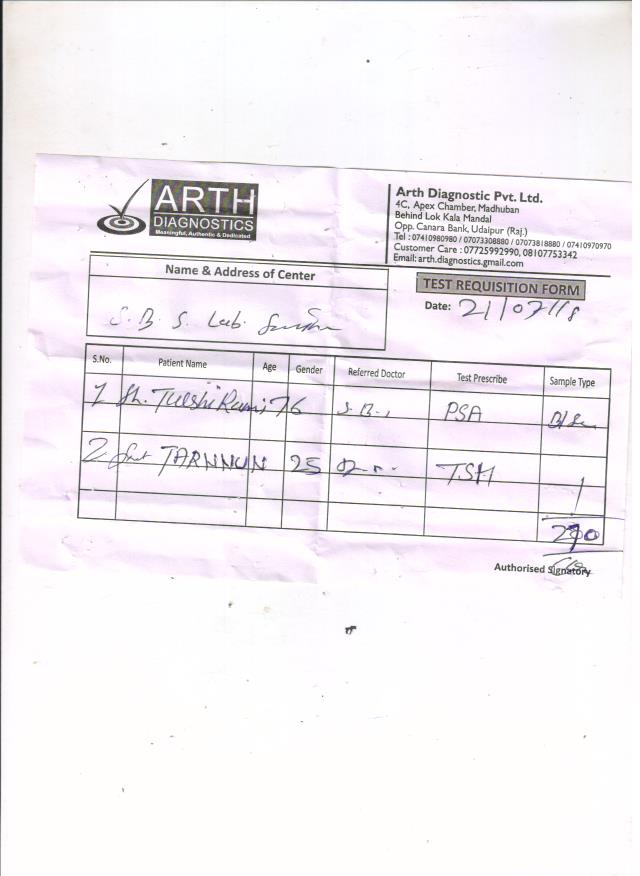 ARTH
DIAGNOSTICS
Meaningful, Authentic & Dedicated
Arth Diagnostic Pvt. Ltd.
4C, Apex Chamber, Madhuban
Behind Lok Kala Mandal
Opp. Canara Bank, Udaipur (Raj.)
Tel : 07410980980 / 07073308880 / 07073818880 / 07410970970
Customer Care : 07725992990, 08107753342
Email: arth.diagnostics.gmail.com
Name & Address of Center
S. B. S. Lab.
TEST REQUISITION FORM
Date: 21/07/18
S.No. Patient Name Age Gender Referred Doctor Test Prescribe Sample Type
1 Sh. Tulshi Ram 76 S.B. PSA
2 Smt TARNNUN 25 TSH
290
Authorised Signatory